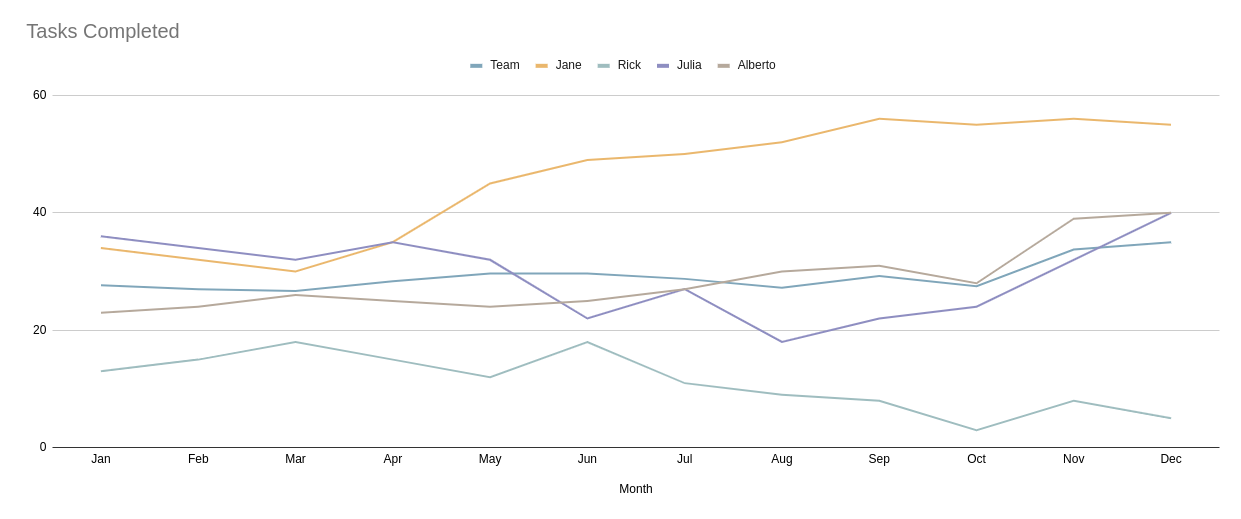 Tasks Completed
Team Jane Rick Julia Alberto
60
40
20
0
Jan Feb Mar Apr May Jun Jul Aug Sep Oct Nov Dec
Month